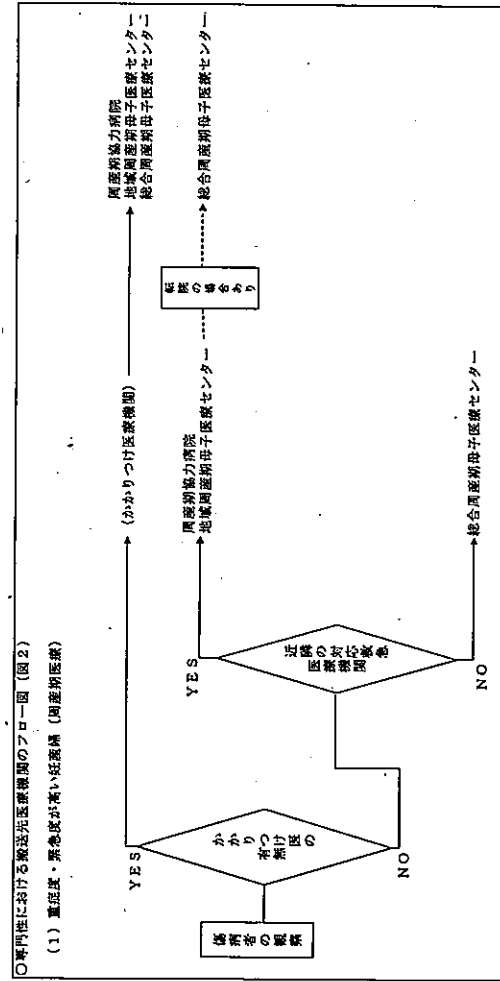 ○専門性における搬送先医療機関のフロー図（図２）
（１）重症度・緊急度が高い妊産婦（周産期医療）
傷病者の観察
かかりつけ医の
有無
YES
（かかりつけ医療機関）
周産期協力病院
地域周産期母子医療センター
総合周産期母子医療センター
NO
近隣の対応救急
医療機関
YES
周産期協力病院
地域周産期母子医療センター
転院の
場合あり
総合周産期母子医療センター
NO
総合周産期母子医療センター